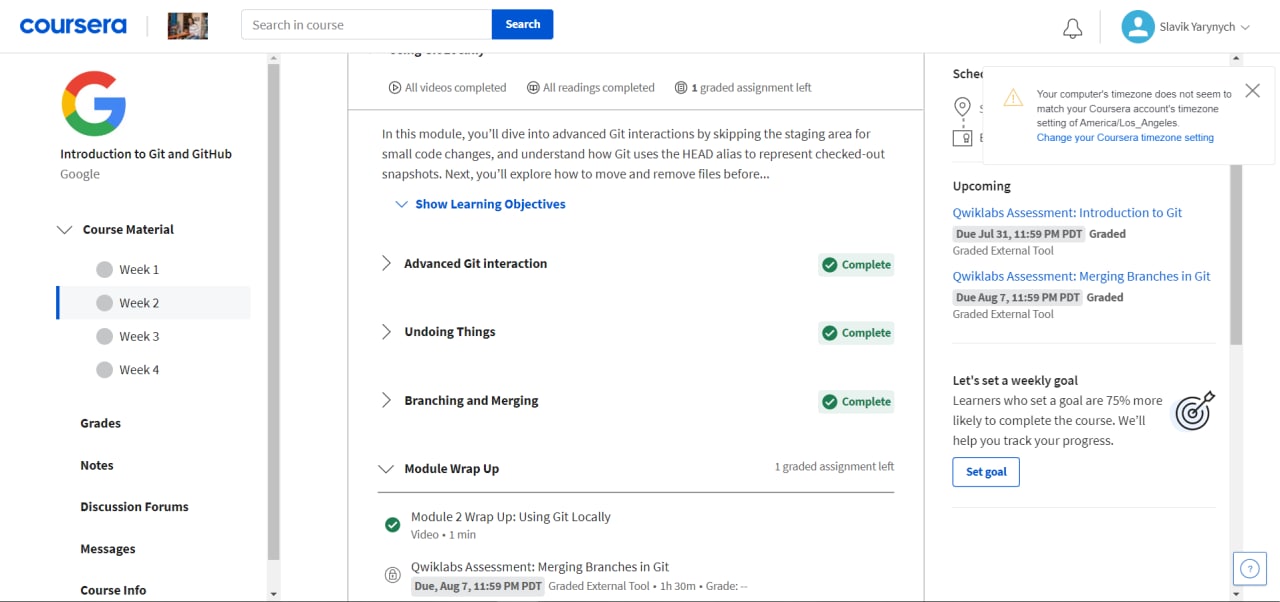 coursera
Search in course
Search
Slavik Yarynych
Introduction to Git and GitHub
Google
Course Material
Week 1
Week 2
Week 3
Week 4
Grades
Notes
Discussion Forums
Messages
Course Info
All videos completed
All readings completed
1 graded assignment left
In this module, you’ll dive into advanced Git interactions by skipping the staging area for
small code changes, and understand how Git uses the HEAD alias to represent checked-out
snapshots. Next, you’ll explore how to move and remove files before...
Show Learning Objectives
Advanced Git interaction
Complete
Undoing Things
Complete
Branching and Merging
Complete
Module Wrap Up
1 graded assignment left
Module 2 Wrap Up: Using Git Locally
Video • 1 min
Qwiklabs Assessment: Merging Branches in Git
Due, Aug 7, 11:59 PM PDT Graded External Tool • 1h 30m • Grade: --
Your computer's timezone does not seem to
match your Coursera account's timezone
setting of America/Los_Angeles.
Change your Coursera timezone setting
Upcoming
Qwiklabs Assessment: Introduction to Git
Due Jul 31, 11:59 PM PDT Graded
Graded External Tool
Qwiklabs Assessment: Merging Branches in Git
Due Aug 7, 11:59 PM PDT Graded
Graded External Tool
Let's set a weekly goal
Learners who set a goal are 75% more
likely to complete the course. We’ll
help you track your progress.
Set goal
?